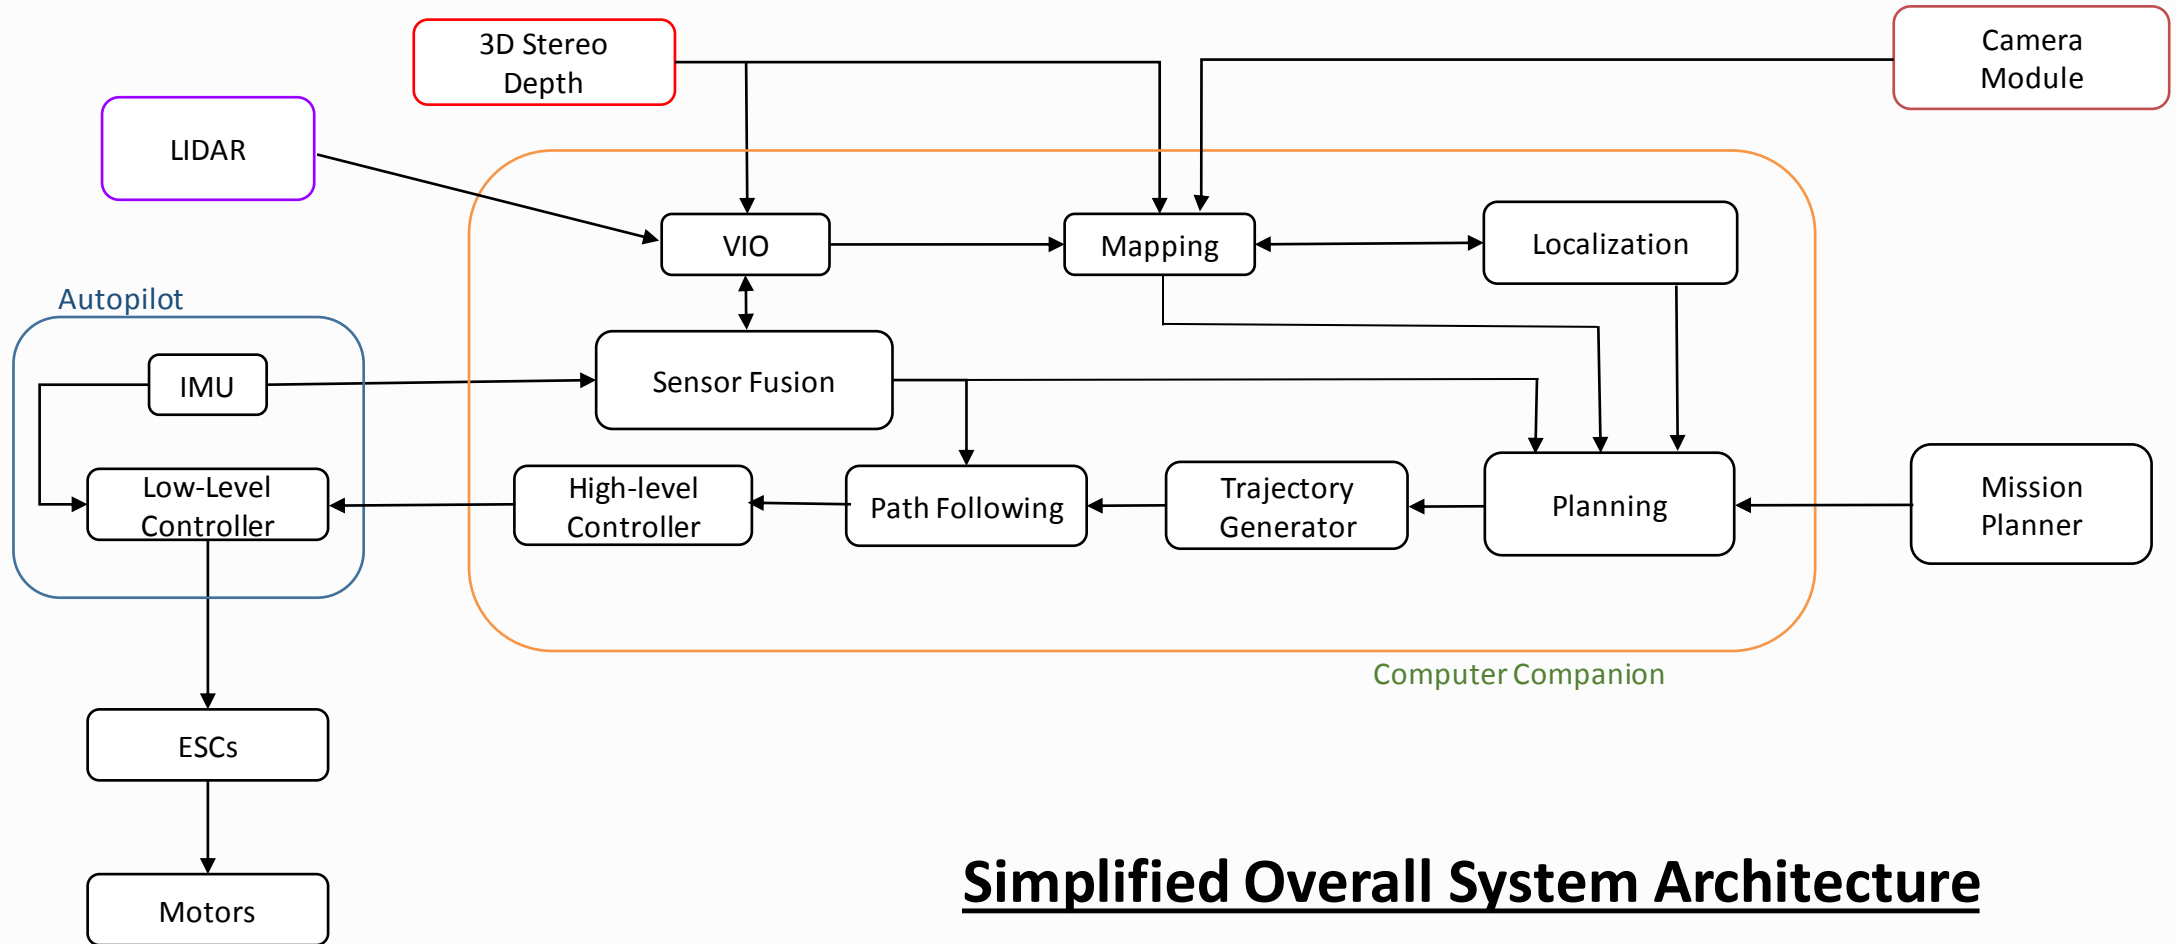 3D Stereo
Depth
Camera
Module
LIDAR
VIO
Mapping
Localization
Autopilot
IMU
Sensor Fusion
Low-Level
Controller
High-level
Controller
Path Following
Trajectory
Generator
Planning
Mission
Planner
Computer Companion
ESCs
Simplified Overall System Architecture
Motors